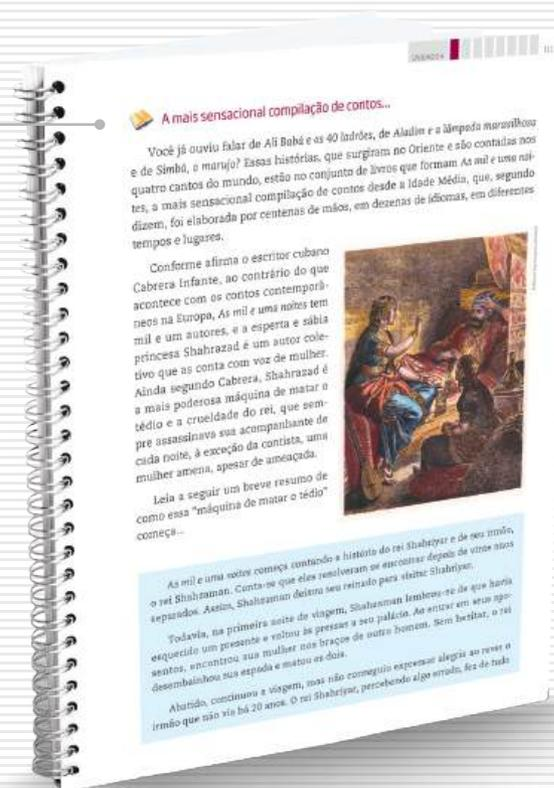 UNIDADE 4
A mais sensacional compilação de contos...
Você já ouviu falar de Ali Babá e os 40 ladrões, de Aladim e a lâmpada maravilhosa
e de Simbá, o marujo? Essas histórias, que surgiram no Oriente e são contadas nos
quatro cantos do mundo, estão no conjunto de livros que formam As mil e uma noi-
tes, a mais sensacional compilação de contos desde a Idade Média, que, segundo
dizem, foi elaborada por centenas de mãos, em dezenas de idiomas, em diferentes
tempos e lugares.
Conforme afirma o escritor cubano
Cabrera Infante, ao contrário do que
acontece com os contos contemporâ-
neos na Europa, As mil e uma noites tem
mil e um autores, e a esperta e sábia
princesa Shahrazad é um autor cole-
tivo que as conta com voz de mulher.
Ainda segundo Cabrera, Shahrazad é
a mais poderosa máquina de matar o
tédio e a crueldade do rei, que sem-
pre assassinava sua acompanhante de
cada noite, à exceção da contista, uma
mulher amena, apesar de ameaçada.
Leia a seguir um breve resumo de
como essa "máquina de matar o tédio"
começa...
As mil e uma noites começa contando a história do rei Shahriyar e de seu irmão,
o rei Shahzaman. Conta-se que eles resolveram se encontrar depois de vinte anos
separados. Assim, Shahzaman deixou seu reinado para visitar Shahriyar.
Todavia, na primeira noite de viagem, Shahzaman lembrou-se de que havia
esquecido um presente e voltou às pressas a seu palácio. Ao entrar em seus apo-
sentos, encontrou sua mulher nos braços de outro homem. Sem hesitar, o rei
desembainhou sua espada e matou os dois.
Abatido, continuou a viagem, mas não conseguiu expressar alegria ao rever o
irmão que não via há 20 anos. O rei Shahriyar, percebendo algo errado, fez de tudo